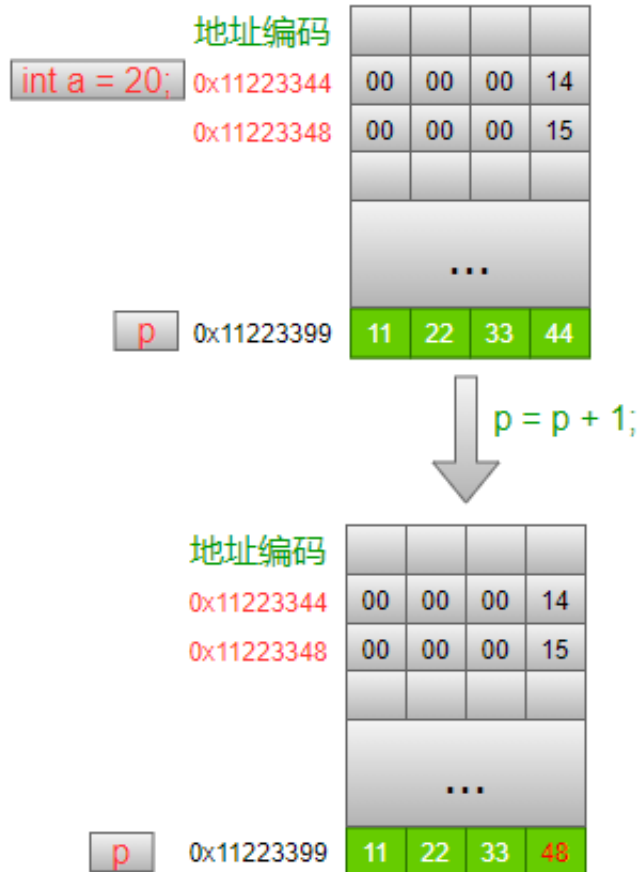 地址编码
int a = 20; 0x11223344 00 00 00 14
0x11223348 00 00 00 15
...
p 0x11223399 11 22 33 44
p = p + 1;
地址编码
0x11223344 00 00 00 14
0x11223348 00 00 00 15
...
p 0x11223399 11 22 33 48